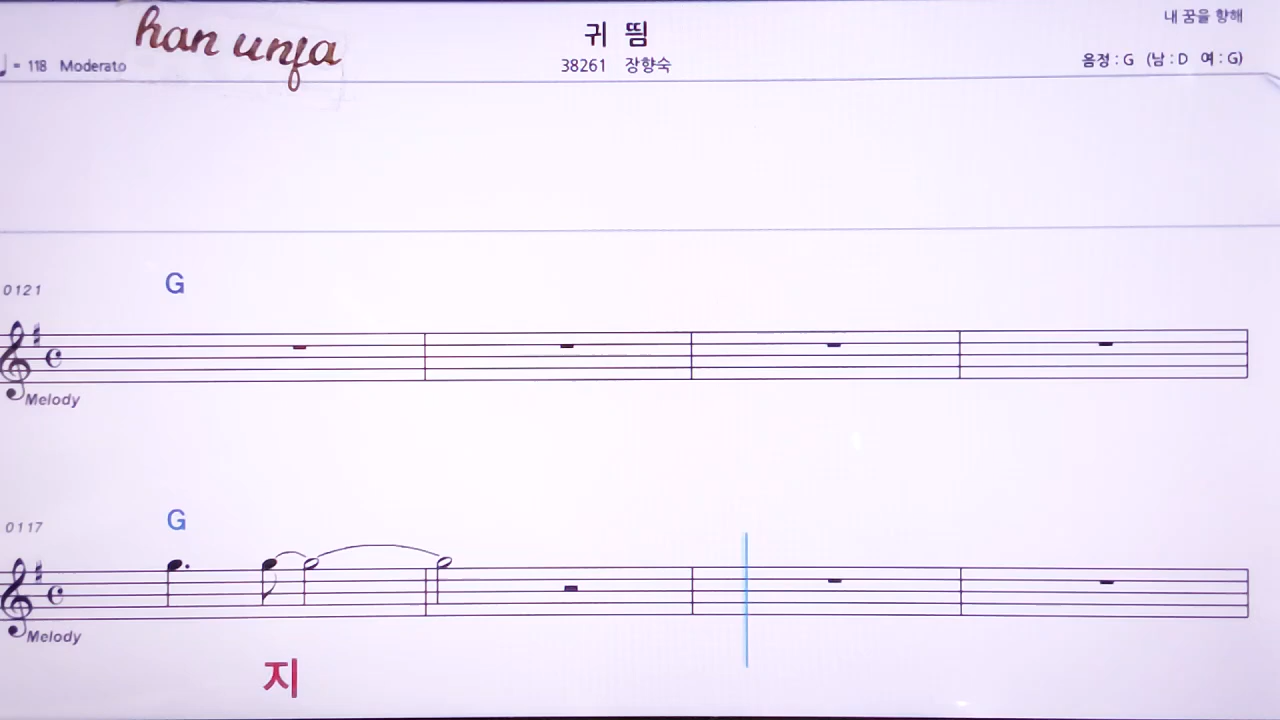 han unfa
귀 띔
내 꿈을 향해
= 118 Moderato
38261 장향숙
음정 : G (남 : D 여 : G)
G
0121
Melody
G
0117
Melody
지